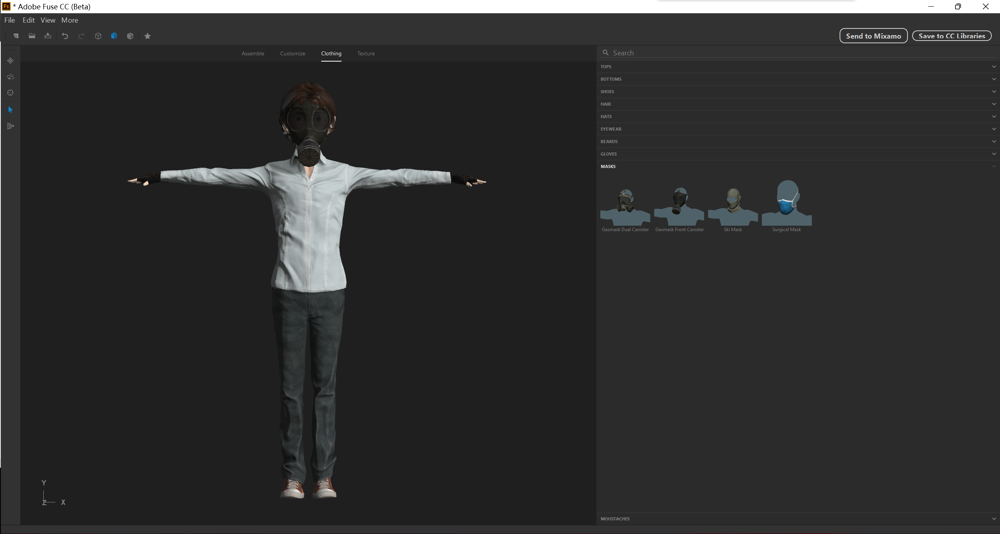 Fs * Adobe Fuse CC (Beta)
File Edit View More
Send to Mixamo Save to CC Libraries
Assemble Customize Clothing Texture
Search
TOPS
BOTTOMS
SHOES
HAIR
HATS
EYEWEAR
BEARDS
GLOVES
MASKS
Gasmask Dual Canister Gasmask Front Canister Ski Mask Surgical Mask
Y
Z X
MOUSTACHES